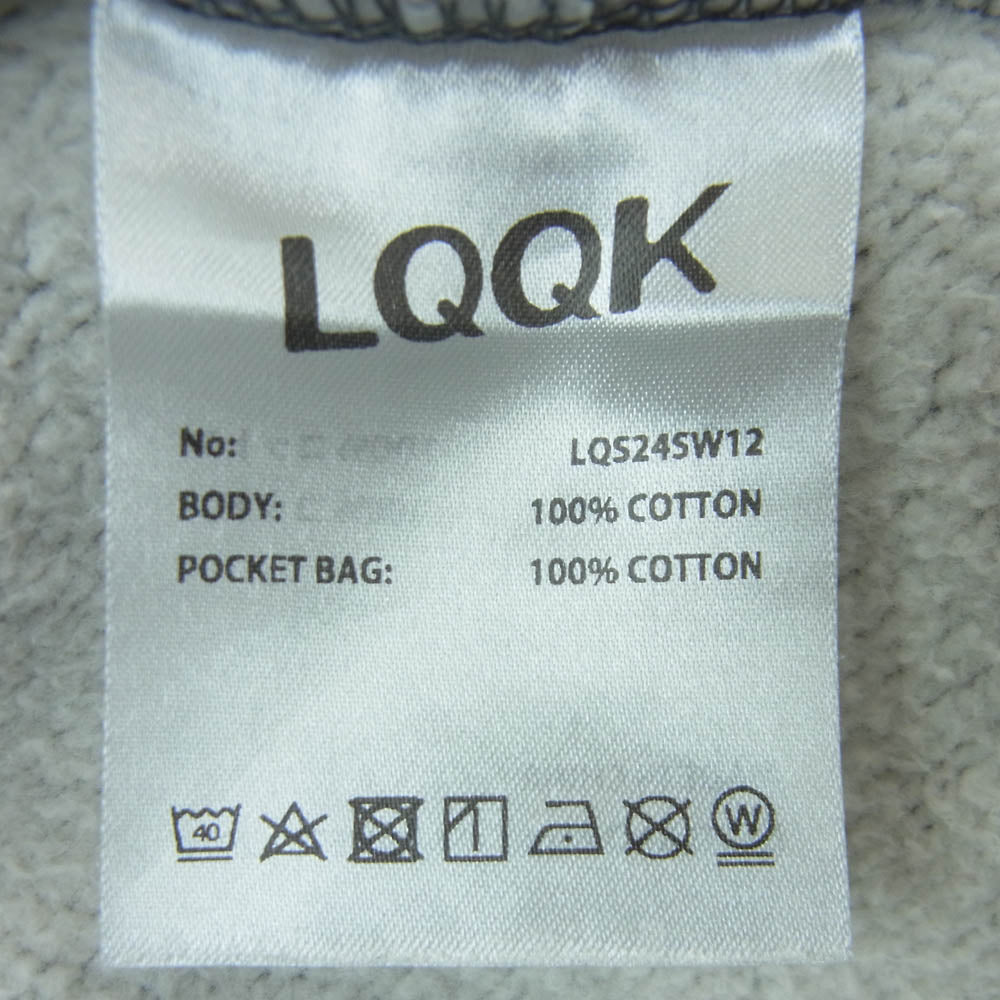 LQQK
No: LQS24SW12
BODY: 100% COTTON
POCKET BAG: 100% COTTON
40
W